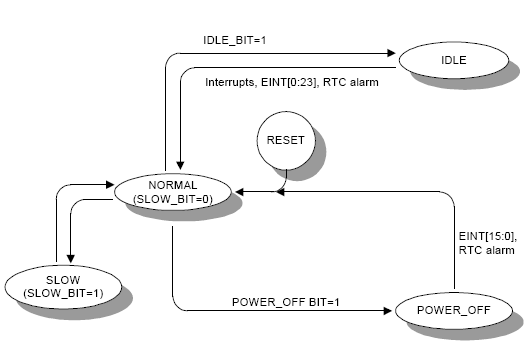 IDLE_BIT=1
IDLE
Interrupts, EINT[0:23], RTC alarm
RESET
NORMAL
(SLOW_BIT=0)
EINT[15:0],
RTC alarm
SLOW
(SLOW_BIT=1)
POWER_OFF BIT=1
POWER_OFF